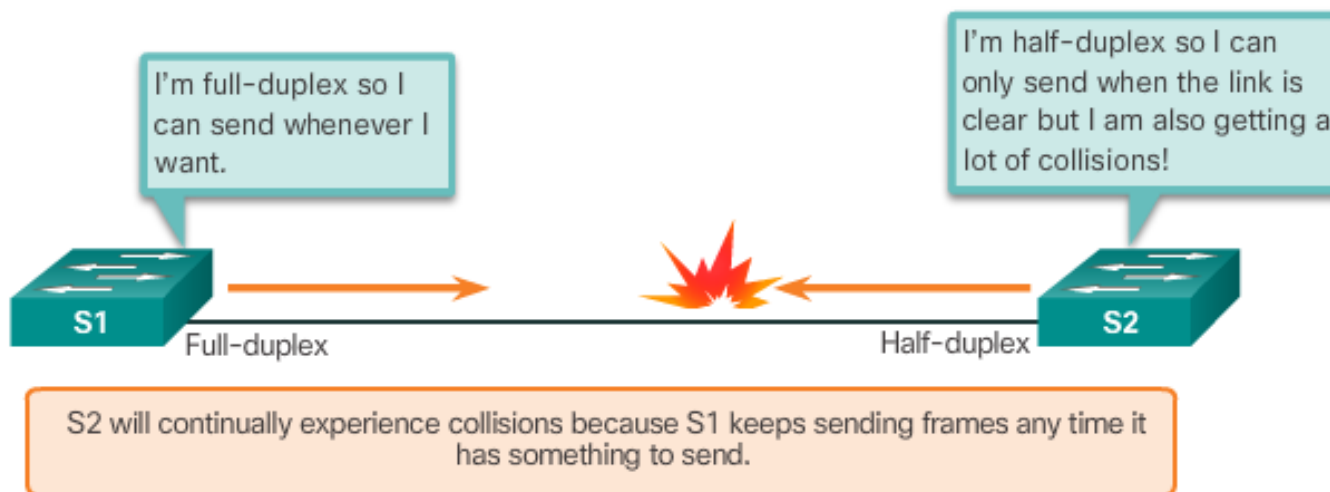 I'm full-duplex so I
can send whenever I
want.
I'm half-duplex so I can
only send when the link is
clear but I am also getting a
lot of collisions!
S1
S2
Full-duplex
Half-duplex
S2 will continually experience collisions because S1 keeps sending frames any time it
has something to send.